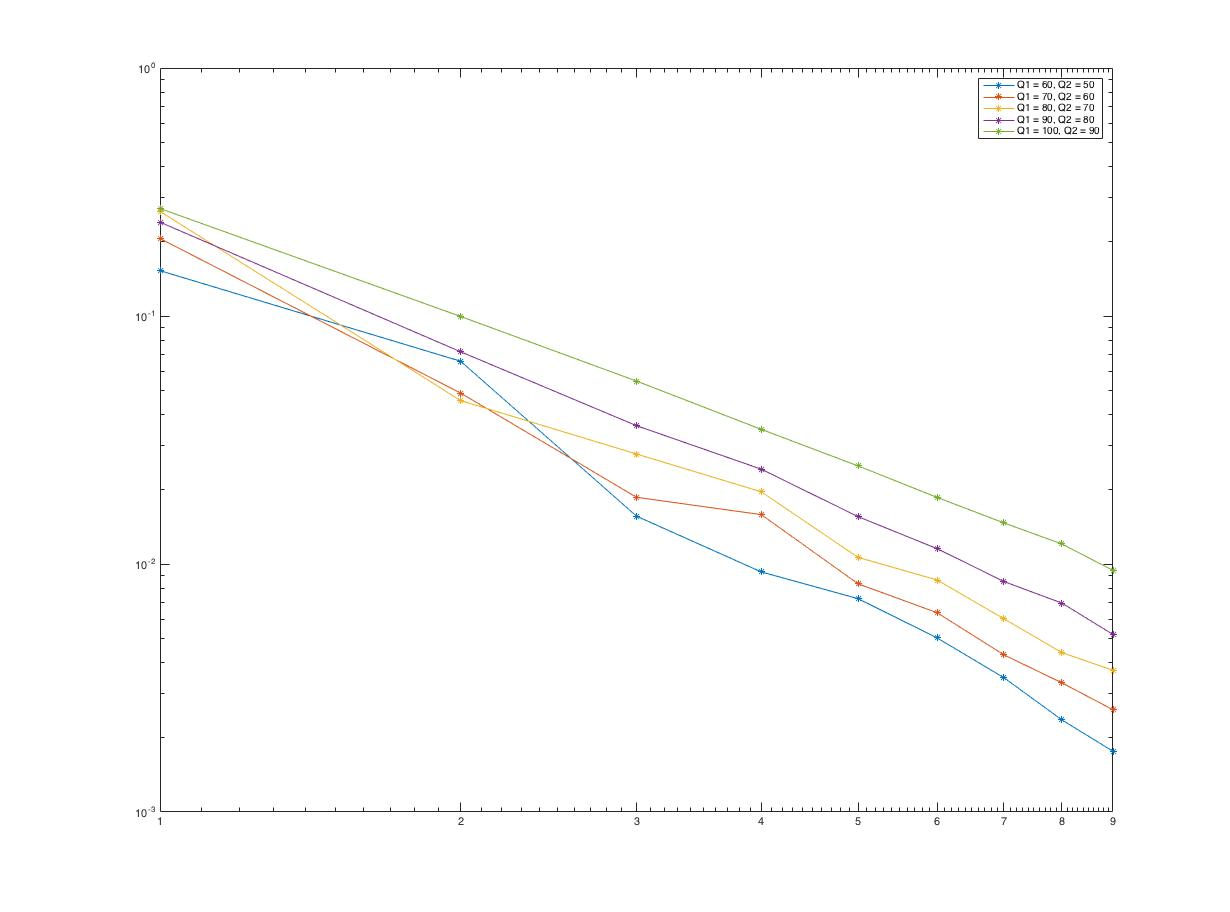 10^0
Q1 = 60, Q2 = 50
Q1 = 70, Q2 = 60
Q1 = 80, Q2 = 70
Q1 = 90, Q2 = 80
Q1 = 100, Q2 = 90
10^-1
10^-2
10^-3
1 2 3 4 5 6 7 8 9